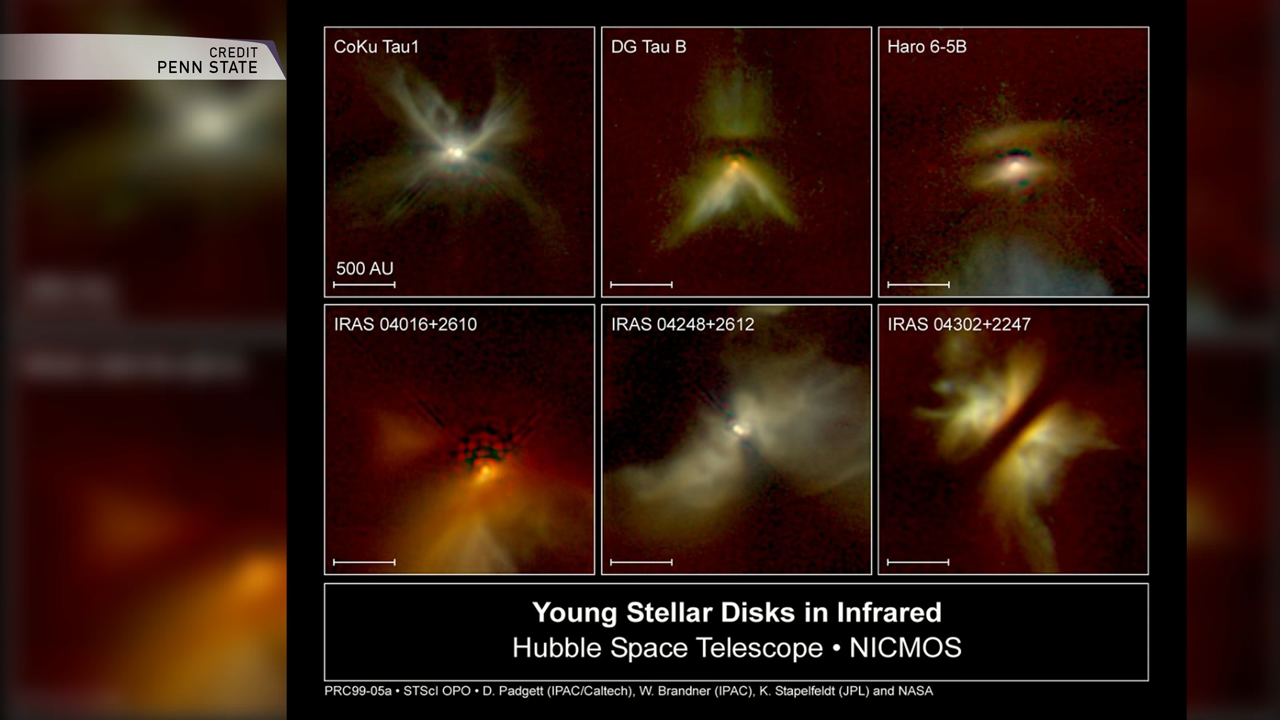 CREDIT
PENN STATE
CoKu Tau1
DG Tau B
Haro 6-5B
500 AU
IRAS 04016+2610
IRAS 04248+2612
IRAS 04302+2247
Young Stellar Disks in Infrared
Hubble Space Telescope • NICMOS
PRC99-05a • STScI OPO • D. Padgett (IPAC/Caltech), W. Brandner (IPAC), K. Stapelfeldt (JPL) and NASA